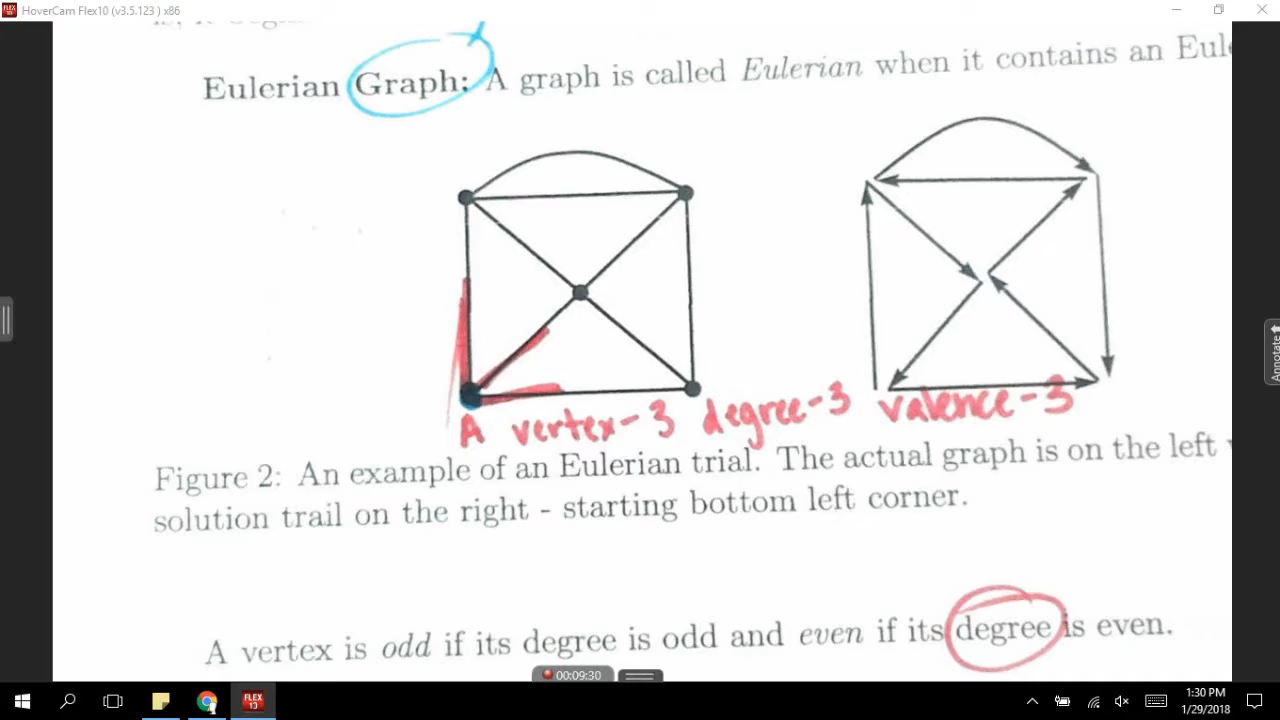 HoverCam Flex10 (v3.5.123 ) x86
Eulerian Graph: A graph is called Eulerian when it contains an Eul
A vertex-3 degree-3 valence-3
Figure 2: An example of an Eulerian trial. The actual graph is on the left
solution trail on the right - starting bottom left corner.
A vertex is odd if its degree is odd and even if its degree is even.
00:09:30
Annotate
FLEX 13
1:30 PM
1/29/2018